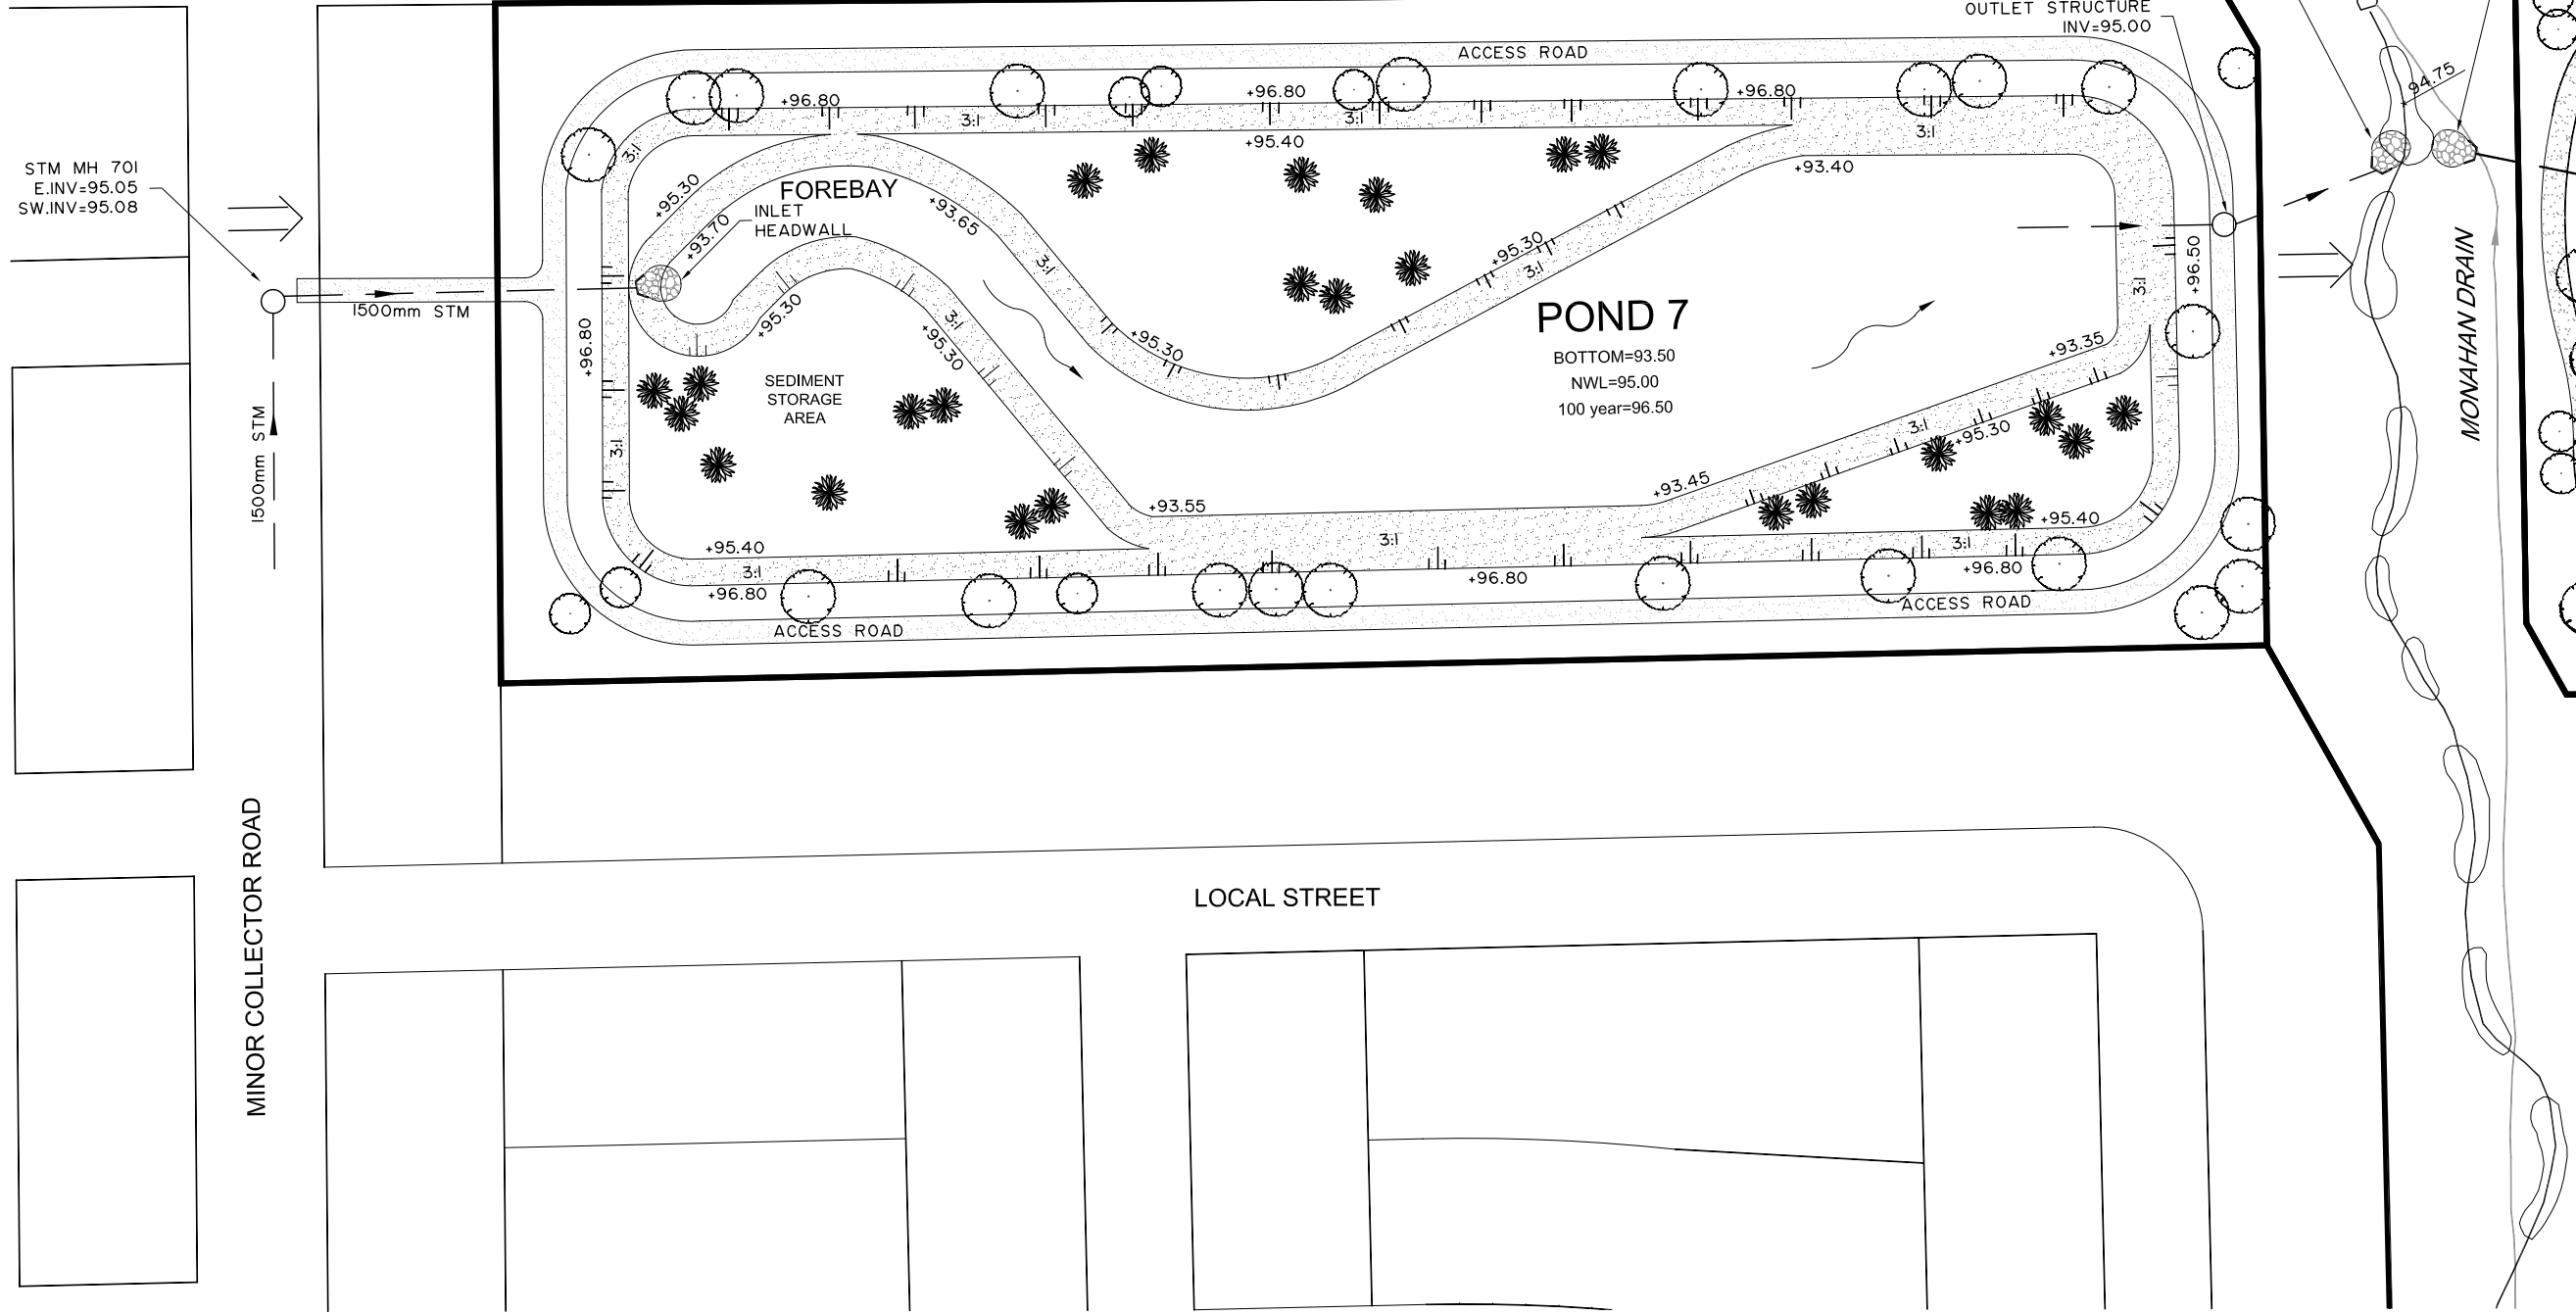 OUTLET STRUCTURE
INV=95.00
ACCESS ROAD
94.75
+96.80
+96.80
+96.80
3:1
3:1
3:1
3:1
+95.40
+93.40
STM MH 701
E.INV=95.05
SW.INV=95.08
+95.30
FOREBAY
INLET
HEADWALL
+93.70
+93.65
3:1
+95.30
3:1
+96.50
3:1
MONAHAN DRAIN
1500mm STM
+95.30
3:1
+95.30
+95.30
POND 7
BOTTOM=93.50
NWL=95.00
100 year=96.50
+93.35
+96.80
SEDIMENT
STORAGE
AREA
3:1
1500mm STM
3:1
+95.30
+93.45
+93.55
+95.40
+95.40
3:1
3:1
3:1
+96.80
+96.80
+96.80
ACCESS ROAD
ACCESS ROAD
MINOR COLLECTOR ROAD
LOCAL STREET